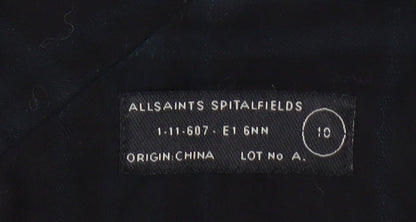 ALLSAINTS SPITALFIELDS
1-11-607 · E1 6NN
10
ORIGIN:CHINA LOT No A.